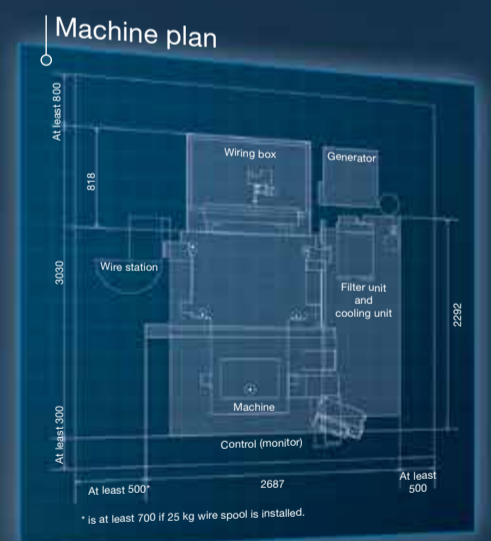 Machine plan
At least 800
818
Wiring box
Generator
Wire station
3030
Filter unit
and
cooling unit
2292
Machine
At least 300
Control (monitor)
At least 500*
2687
At least
500
* is at least 700 if 25 kg wire spool is installed.